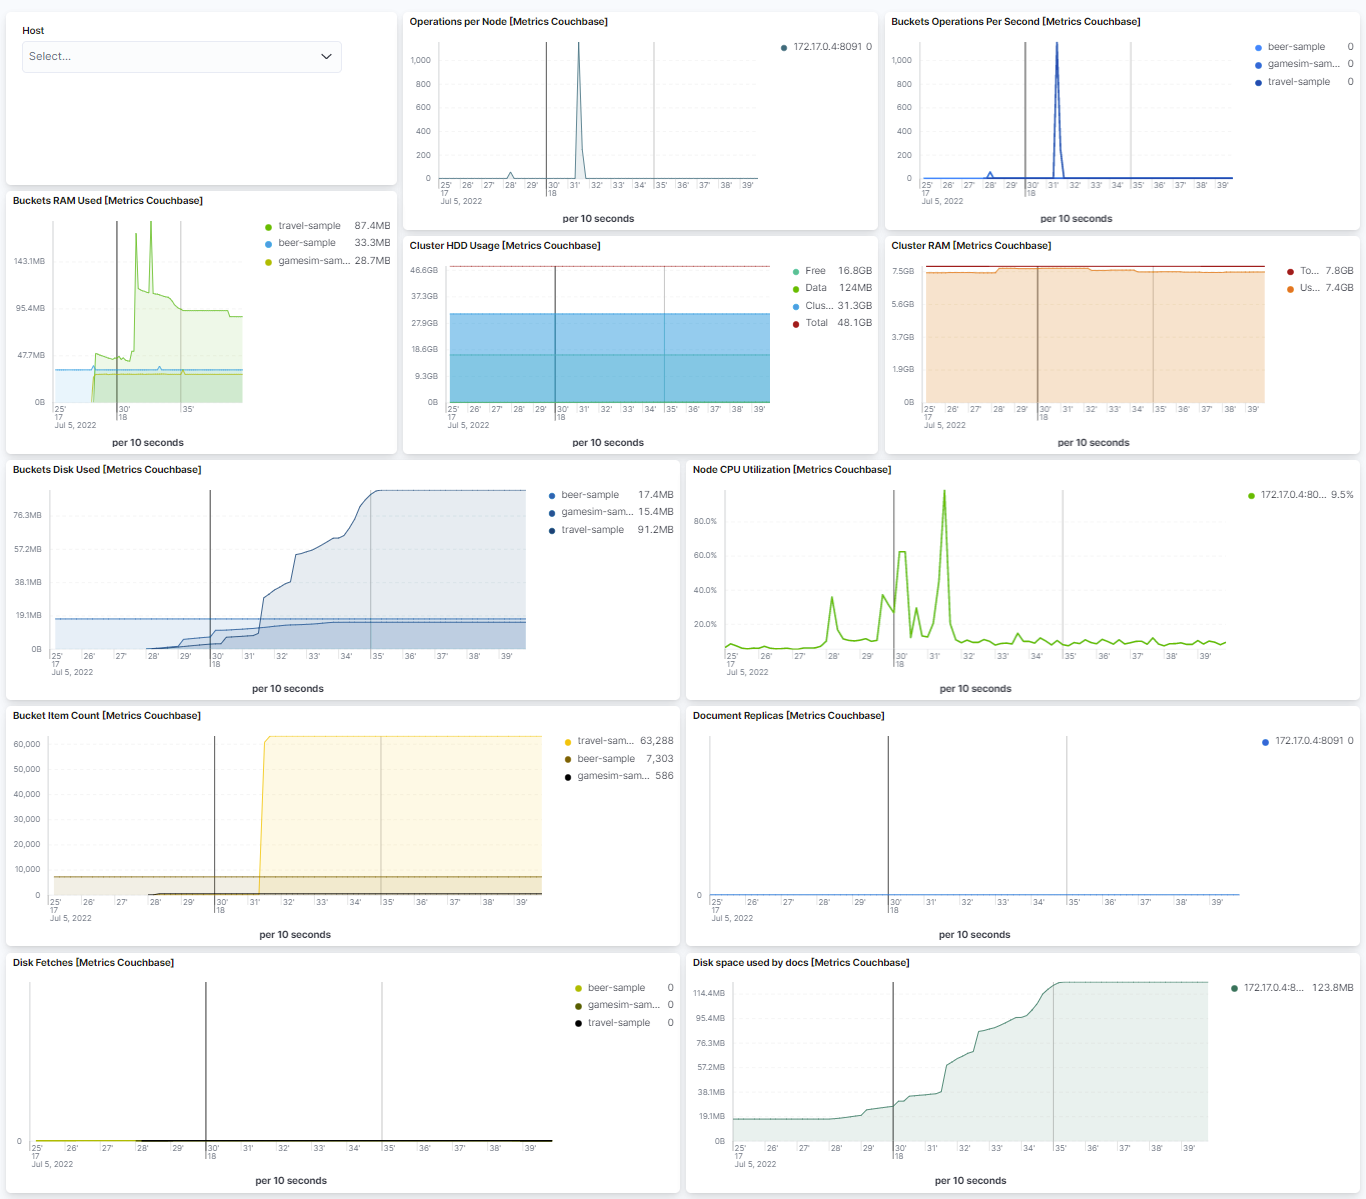 Host
Select...
Operations per Node [Metrics Couchbase]
172.17.0.4:8091 0
1,000
800
600
400
200
0
25' 26' 27' 28' 29' 30' 31' 32' 33' 34' 35' 36' 37' 38' 39'
17 18
Jul 5, 2022
per 10 seconds
Buckets Operations Per Second [Metrics Couchbase]
beer-sample 0
gamesim-sam... 0
travel-sample 0
1,000
800
600
400
200
0
25' 26' 27' 28' 29' 30' 31' 32' 33' 34' 35' 36' 37' 38' 39'
17 18
Jul 5, 2022
per 10 seconds
Buckets RAM Used [Metrics Couchbase]
travel-sample 87.4MB
beer-sample 33.3MB
gamesim-sam... 28.7MB
143.1MB
95.4MB
47.7MB
0B
25' 30' 35'
17 18
Jul 5, 2022
per 10 seconds
Cluster HDD Usage [Metrics Couchbase]
Free 16.8GB
Data 124MB
Clus... 31.3GB
Total 48.1GB
46.6GB
37.3GB
27.9GB
18.6GB
9.3GB
0B
25' 26' 27' 28' 29' 30' 31' 32' 33' 34' 35' 36' 37' 38' 39'
17 18
Jul 5, 2022
per 10 seconds
Cluster RAM [Metrics Couchbase]
To... 7.8GB
Us... 7.4GB
7.5GB
5.6GB
3.7GB
1.9GB
0B
25' 26' 27' 28' 29' 30' 31' 32' 33' 34' 35' 36' 37' 38' 39'
17 18
Jul 5, 2022
per 10 seconds
Buckets Disk Used [Metrics Couchbase]
beer-sample 17.4MB
gamesim-sam... 15.4MB
travel-sample 91.2MB
76.3MB
57.2MB
38.1MB
19.1MB
0B
25' 26' 27' 28' 29' 30' 31' 32' 33' 34' 35' 36' 37' 38' 39'
17 18
Jul 5, 2022
per 10 seconds
Node CPU Utilization [Metrics Couchbase]
172.17.0.4:80... 9.5%
80.0%
60.0%
40.0%
20.0%
25' 26' 27' 28' 29' 30' 31' 32' 33' 34' 35' 36' 37' 38' 39'
17 18
Jul 5, 2022
per 10 seconds
Bucket Item Count [Metrics Couchbase]
travel-sam... 63,288
beer-sample 7,303
gamesim-sam... 586
60,000
50,000
40,000
30,000
20,000
10,000
0
25' 26' 27' 28' 29' 30' 31' 32' 33' 34' 35' 36' 37' 38' 39'
17 18
Jul 5, 2022
per 10 seconds
Document Replicas [Metrics Couchbase]
172.17.0.4:8091 0
0
25' 26' 27' 28' 29' 30' 31' 32' 33' 34' 35' 36' 37' 38' 39'
17 18
Jul 5, 2022
per 10 seconds
Disk Fetches [Metrics Couchbase]
beer-sample 0
gamesim-sam... 0
travel-sample 0
0
25' 26' 27' 28' 29' 30' 31' 32' 33' 34' 35' 36' 37' 38' 39'
17 18
Jul 5, 2022
per 10 seconds
Disk space used by docs [Metrics Couchbase]
172.17.0.4:8... 123.8MB
114.4MB
95.4MB
76.3MB
57.2MB
38.1MB
19.1MB
0B
25' 26' 27' 28' 29' 30' 31' 32' 33' 34' 35' 36' 37' 38' 39'
17 18
Jul 5, 2022
per 10 seconds